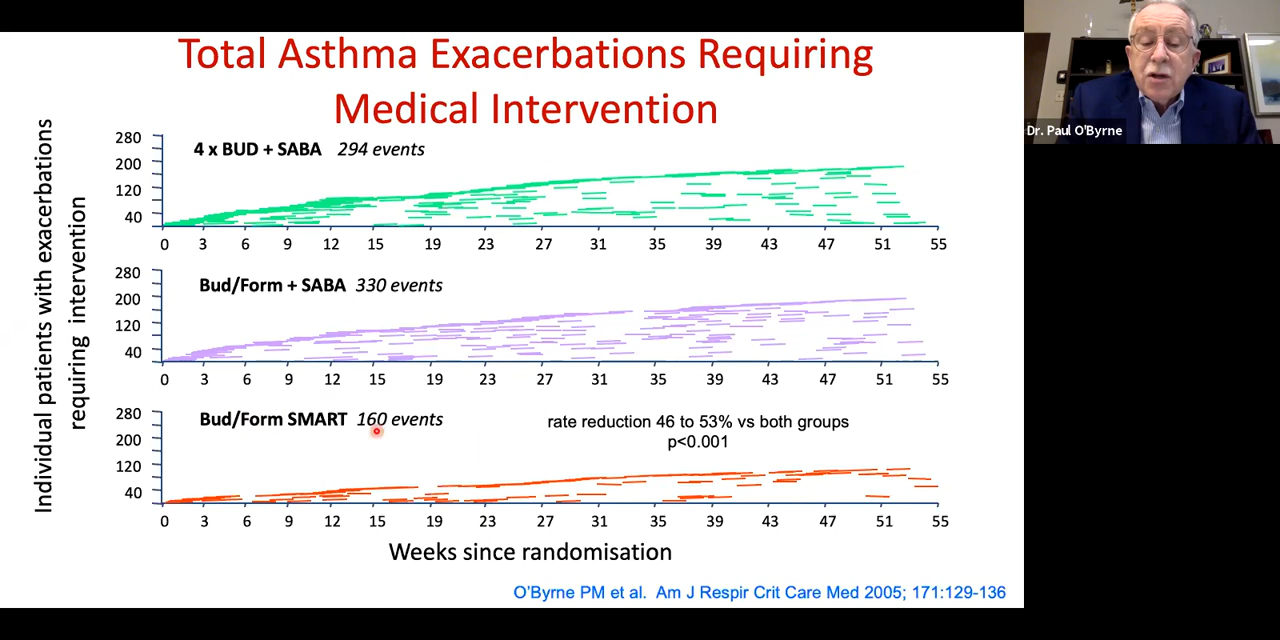 Total Asthma Exacerbations Requiring
Medical Intervention
Dr. Paul O'Byrne
Individual patients with exacerbations
requiring intervention
4 x BUD + SABA 294 events
280
200
120
40
0 3 6 9 12 15 19 23 27 31 35 39 43 47 51 55
Bud/Form + SABA 330 events
280
200
120
40
0 3 6 9 12 15 19 23 27 31 35 39 43 47 51 55
Bud/Form SMART 160 events
rate reduction 46 to 53% vs both groups
p<0.001
280
200
120
40
0 3 6 9 12 15 19 23 27 31 35 39 43 47 51 55
Weeks since randomisation
O'Byrne PM et al. Am J Respir Crit Care Med 2005; 171:129-136